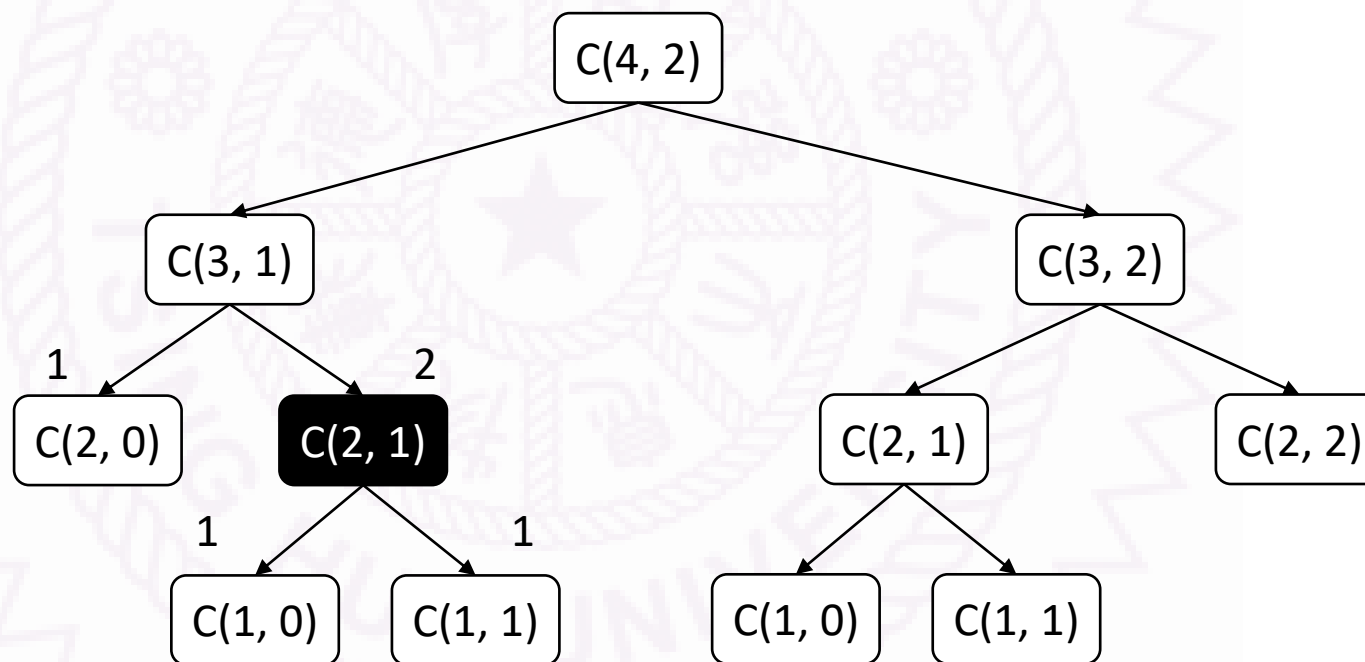 C(4, 2)
C(3, 1)
C(3, 2)
1
2
C(2, 0)
C(2, 1)
C(2, 1)
C(2, 2)
1
1
C(1, 0)
C(1, 1)
C(1, 0)
C(1, 1)